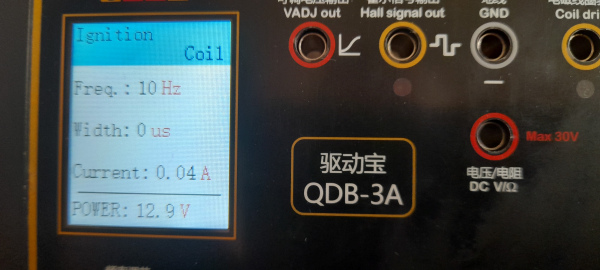 Ignition
Coil
Freq.: 10 Hz
Width: 0 us
Current: 0.04 A
POWER: 12.9 V
VADJ out
Hall signal out
GND
Coil dri
Max 30V
电压/电阻
DC V/Ω
驱动宝
QDB-3A